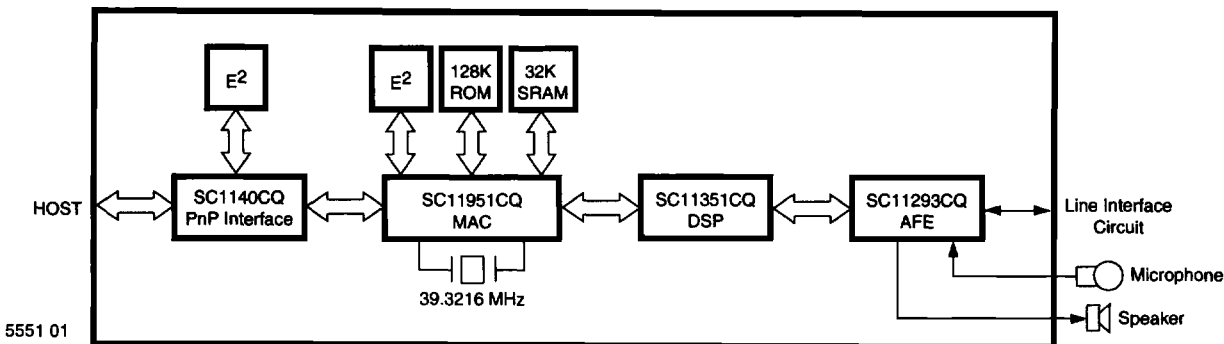 E²
E²
128K
ROM
32K
SRAM
HOST
SC1140CQ
PnP Interface
SC11951CQ
MAC
SC11351CQ
DSP
SC11293CQ
AFE
Line Interface
Circuit
39.3216 MHz
Microphone
Speaker
5551 01